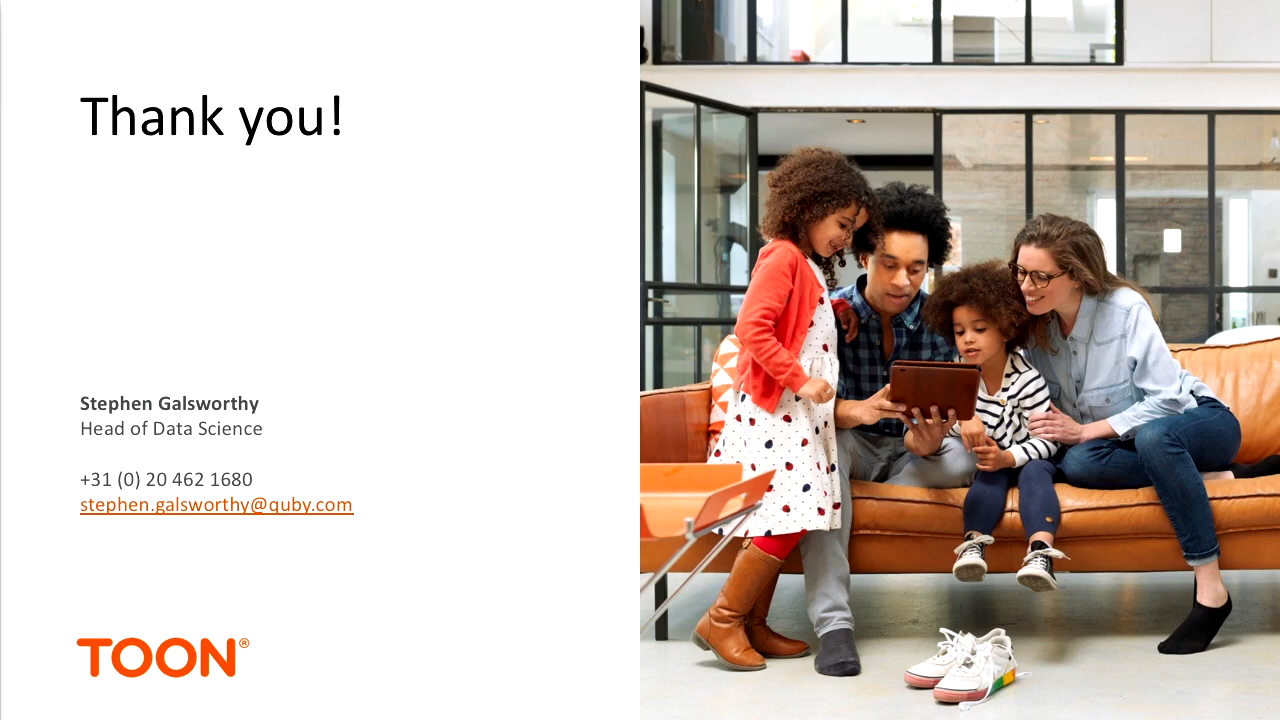 Thank you!
Stephen Galsworthy
Head of Data Science
+31 (0) 20 462 1680
stephen.galsworthy@quby.com
TOON®